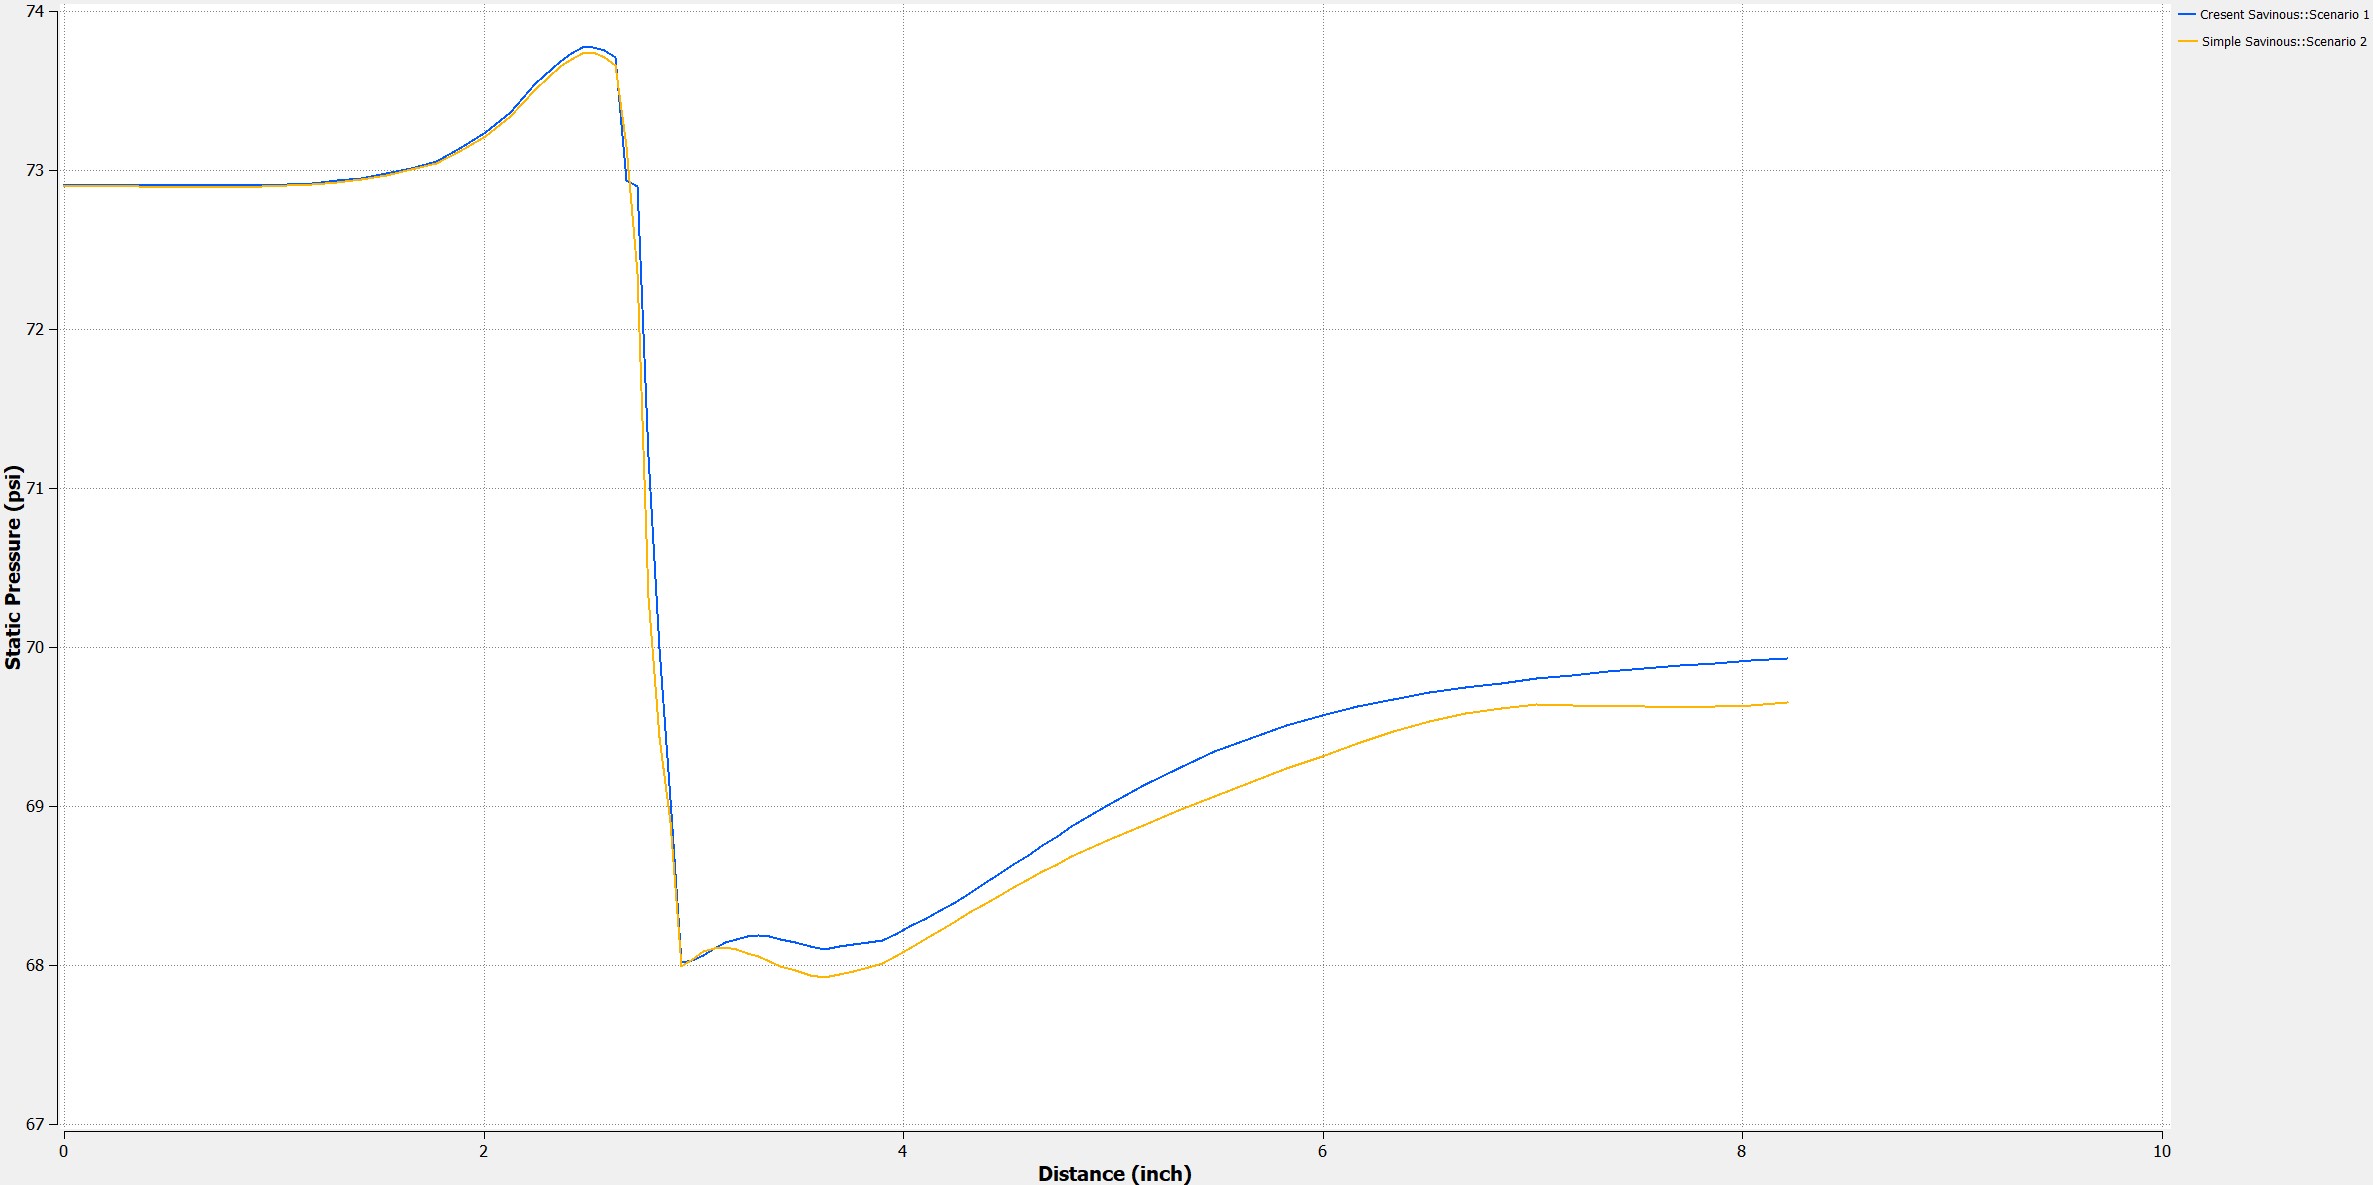 74
73
72
71
70
69
68
67
Static Pressure (psi)
0 2 4 6 8 10
Distance (inch)
Cresent Savinous::Scenario 1
Simple Savinous::Scenario 2